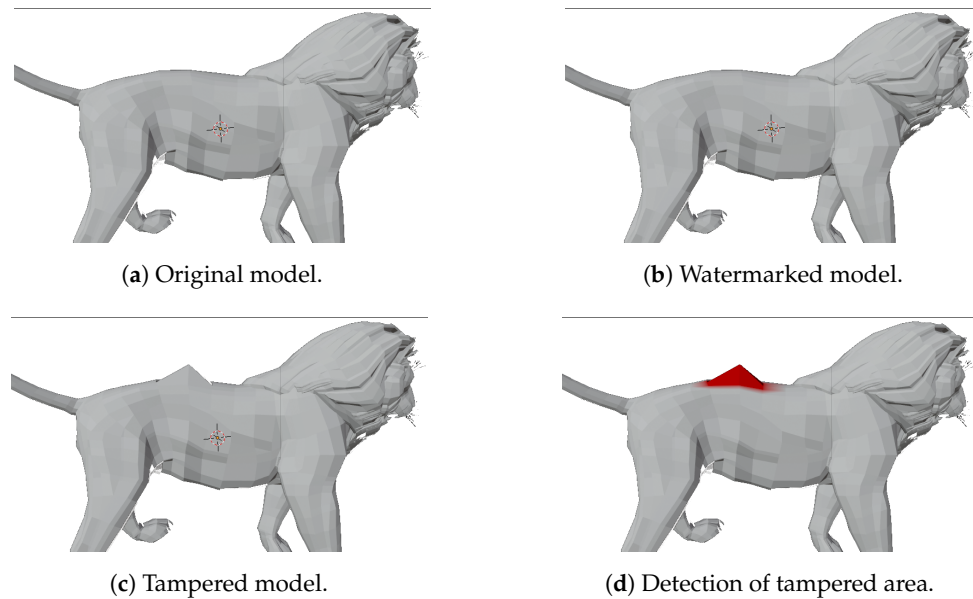 (a) Original model.
(b) Watermarked model.
(c) Tampered model.
(d) Detection of tampered area.